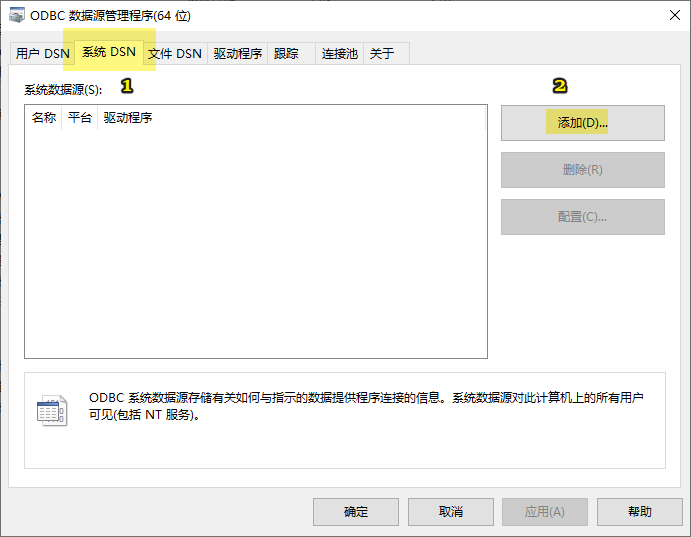 ODBC 数据源管理程序(64 位)
用户 DSN 系统 DSN 文件 DSN 驱动程序 跟踪 连接池 关于
系统数据源(S): 1 2
名称 平台 驱动程序
添加(D)...
删除(R)
配置(C)...
ODBC 系统数据源存储有关如何与指示的数据提供程序连接的信息。系统数据源对此计算机上的所有用户
可见(包括 NT 服务)。
确定 取消 应用(A) 帮助